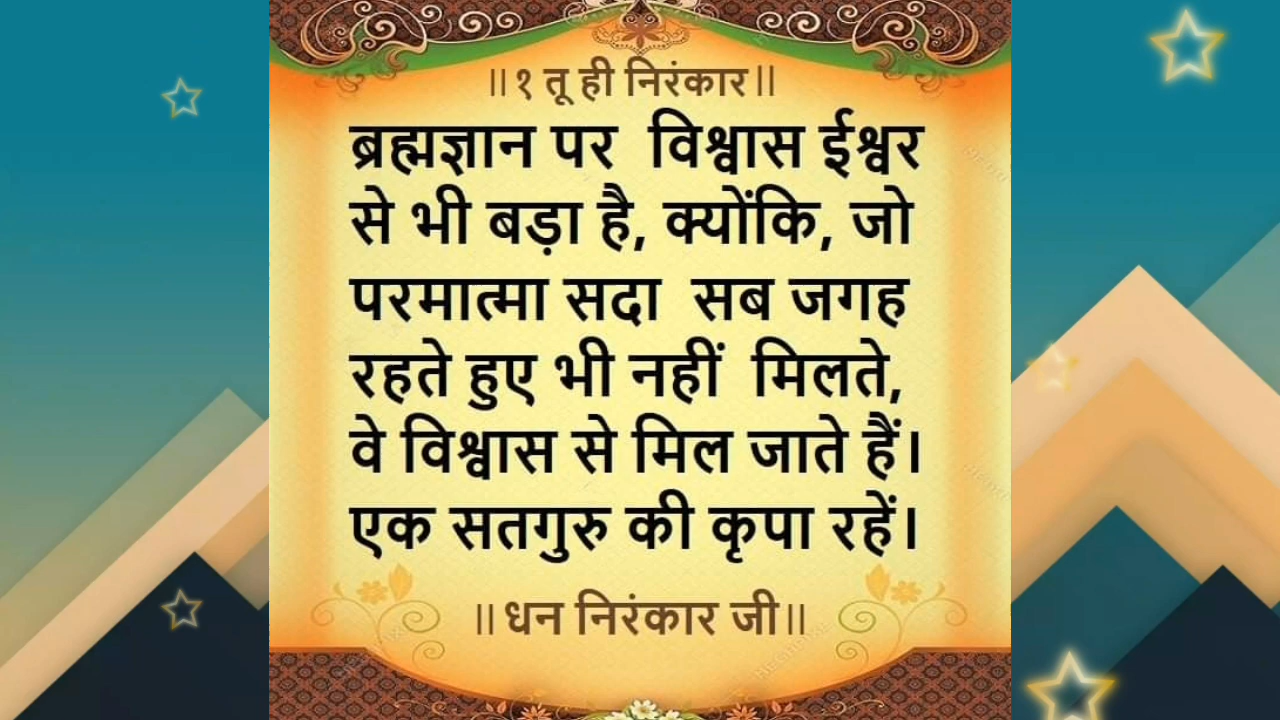 ॥१ तू ही निरंकार॥
ब्रह्मज्ञान पर विश्वास ईश्वर
से भी बड़ा है, क्योंकि, जो
परमात्मा सदा सब जगह
रहते हुए भी नहीं मिलते,
वे विश्वास से मिल जाते हैं।
एक सतगुरु की कृपा रहें।
॥धन निरंकार जी॥